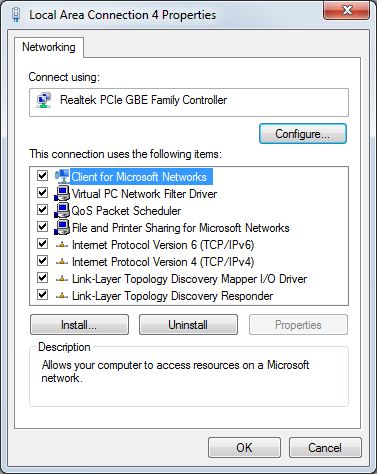 Local Area Connection 4 Properties
Networking
Connect using:
Realtek PCIe GBE Family Controller
Configure...
This connection uses the following items:
Client for Microsoft Networks
Virtual PC Network Filter Driver
QoS Packet Scheduler
File and Printer Sharing for Microsoft Networks
Internet Protocol Version 6 (TCP/IPv6)
Internet Protocol Version 4 (TCP/IPv4)
Link-Layer Topology Discovery Mapper I/O Driver
Link-Layer Topology Discovery Responder
Install... Uninstall Properties
Description
Allows your computer to access resources on a Microsoft
network.
OK Cancel